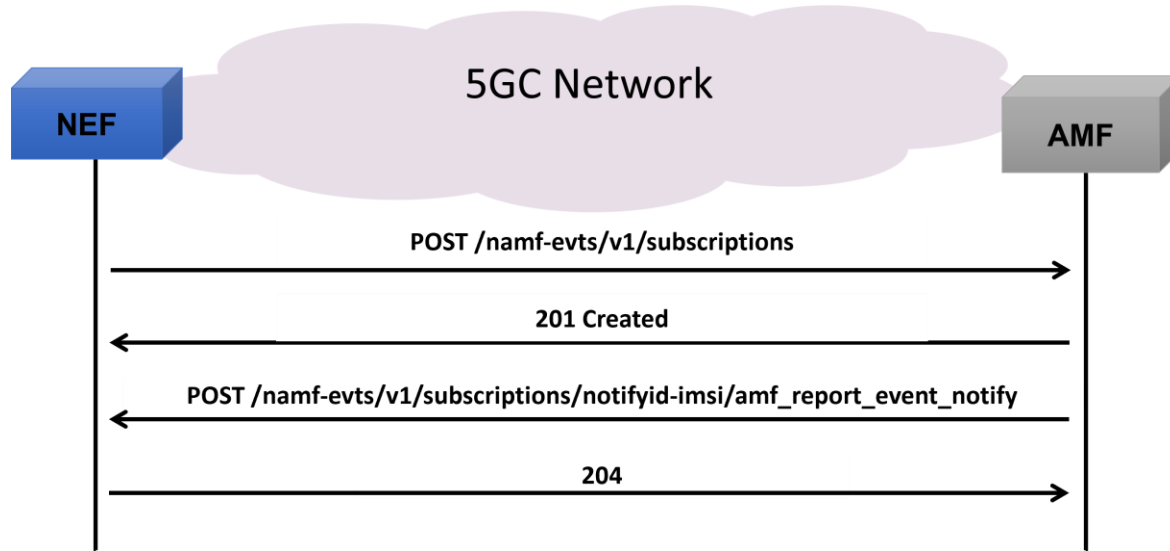 5GC Network
NEF
AMF
POST /namf-evts/v1/subscriptions
201 Created
POST /namf-evts/v1/subscriptions/notifyid-imsi/amf_report_event_notify
204